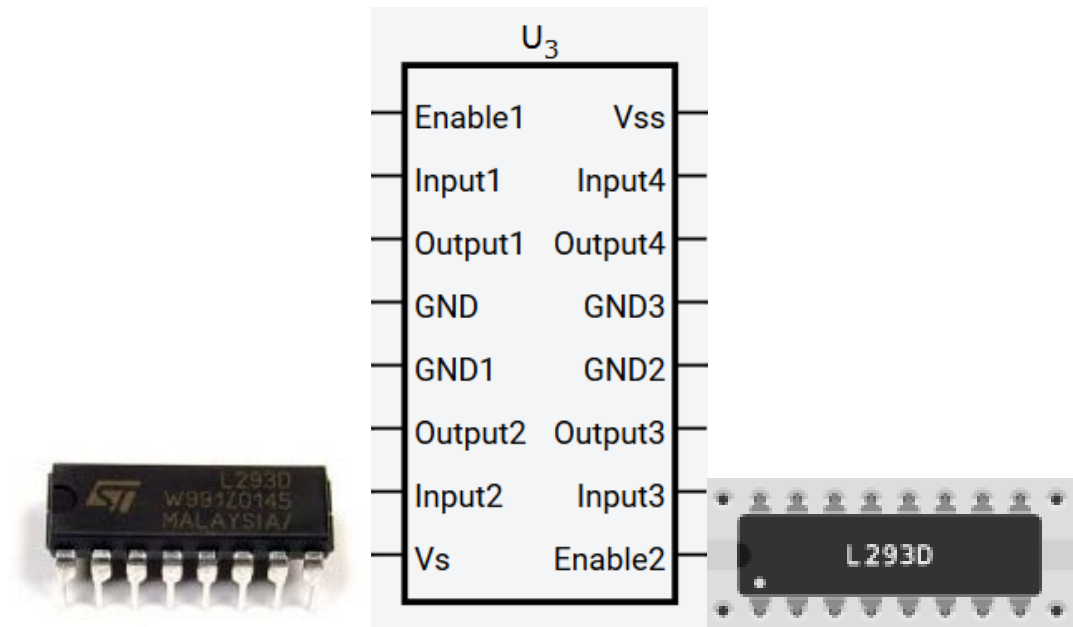 U3
Enable1 Vss
Input1 Input4
Output1 Output4
GND GND3
GND1 GND2
Output2 Output3
Input2 Input3
Vs Enable2
ST
L293D
W991Z0145
MALAYSIA/
L293D